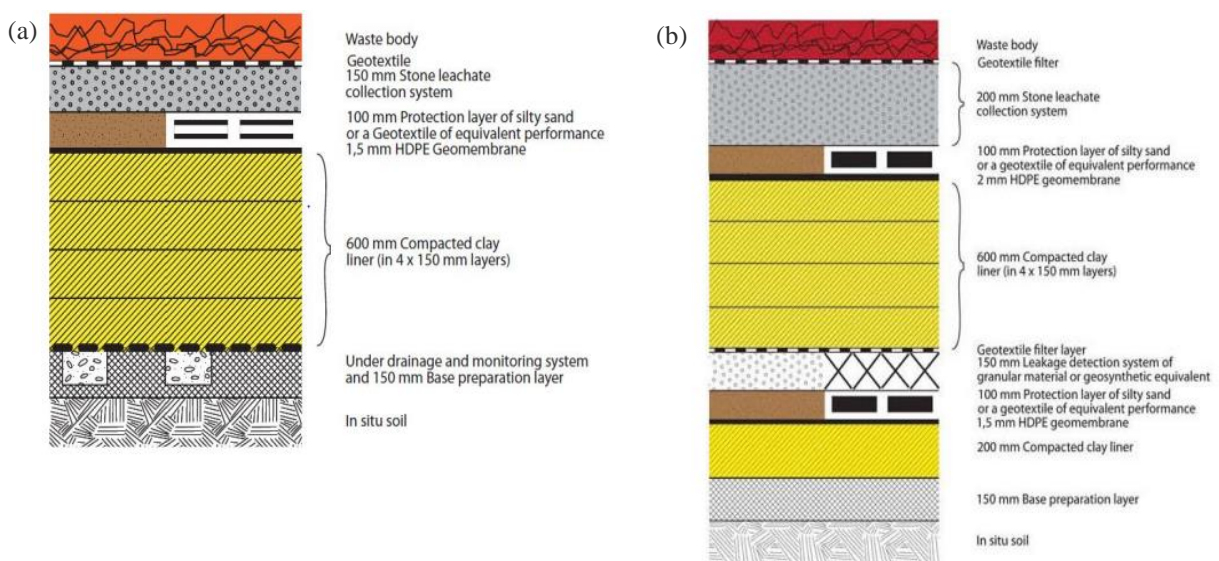 (a)
Waste body
Geotextile
150 mm Stone leachate
collection system
100 mm Protection layer of silty sand
or a Geotextile of equivalent performance
1,5 mm HDPE Geomembrane
600 mm Compacted clay
liner (in 4 x 150 mm layers)
Under drainage and monitoring system
and 150 mm Base preparation layer
In situ soil
(b)
Waste body
Geotextile filter
200 mm Stone leachate
collection system
100 mm Protection layer of silty sand
or a geotextile of equivalent performance
2 mm HDPE geomembrane
600 mm Compacted clay
liner (in 4 x 150 mm layers)
Geotextile filter layer
150 mm Leakage detection system of
granular material or geosynthetic equivalent
100 mm Protection layer of silty sand
or a geotextile of equivalent performance
1,5 mm HDPE geomembrane
200 mm Compacted clay liner
150 mm Base preparation layer
In situ soil